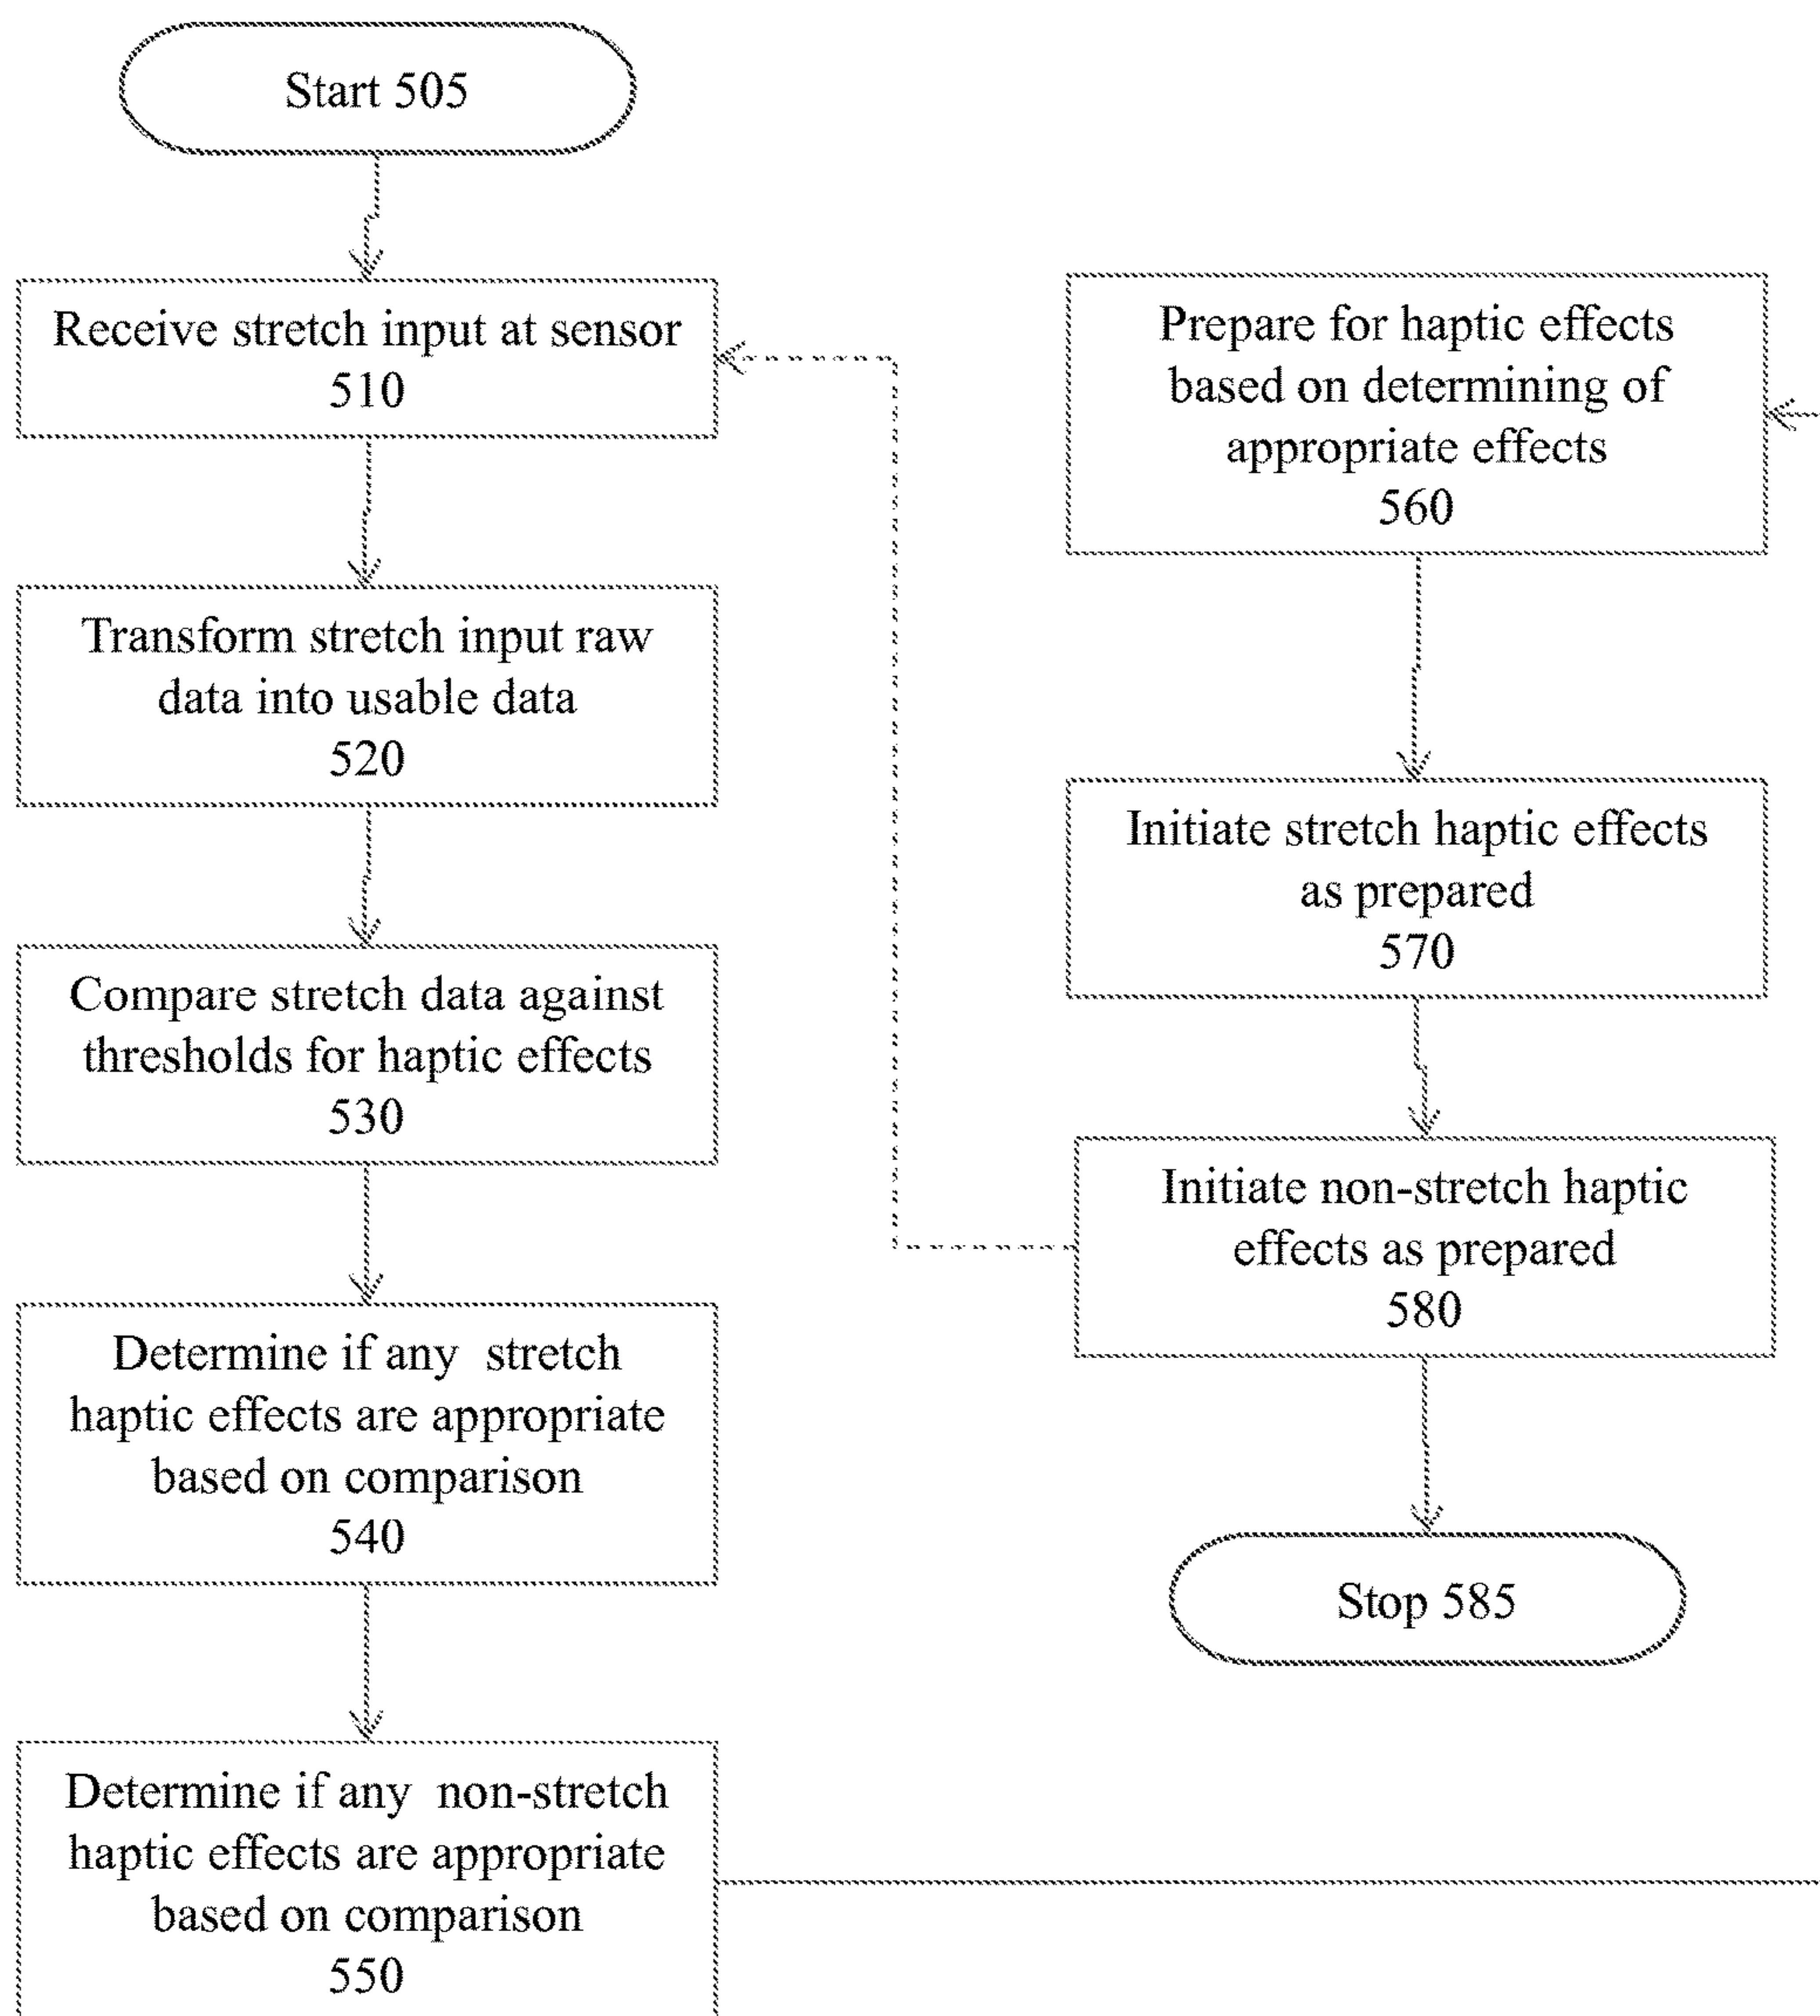 Start 505
Receive stretch input at sensor
510
Transform stretch input raw
data into usable data
520
Compare stretch data against
thresholds for haptic effects
530
Determine if any  stretch
haptic effects are appropriate
based on comparison
540
Determine if any  non-stretch
haptic effects are appropriate
based on comparison
550
Prepare for haptic effects
based on determining of
appropriate effects
560
Initiate stretch haptic effects
as prepared
570
Initiate non-stretch haptic
effects as prepared
580
Stop 585